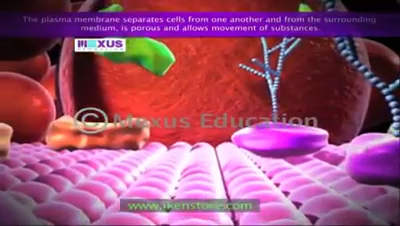 The plasma membrane separates cells from one another and from the surrounding
medium, is porous and allows movement of substances.
MEXUS
© Mexus Education
www.ikenstore.com